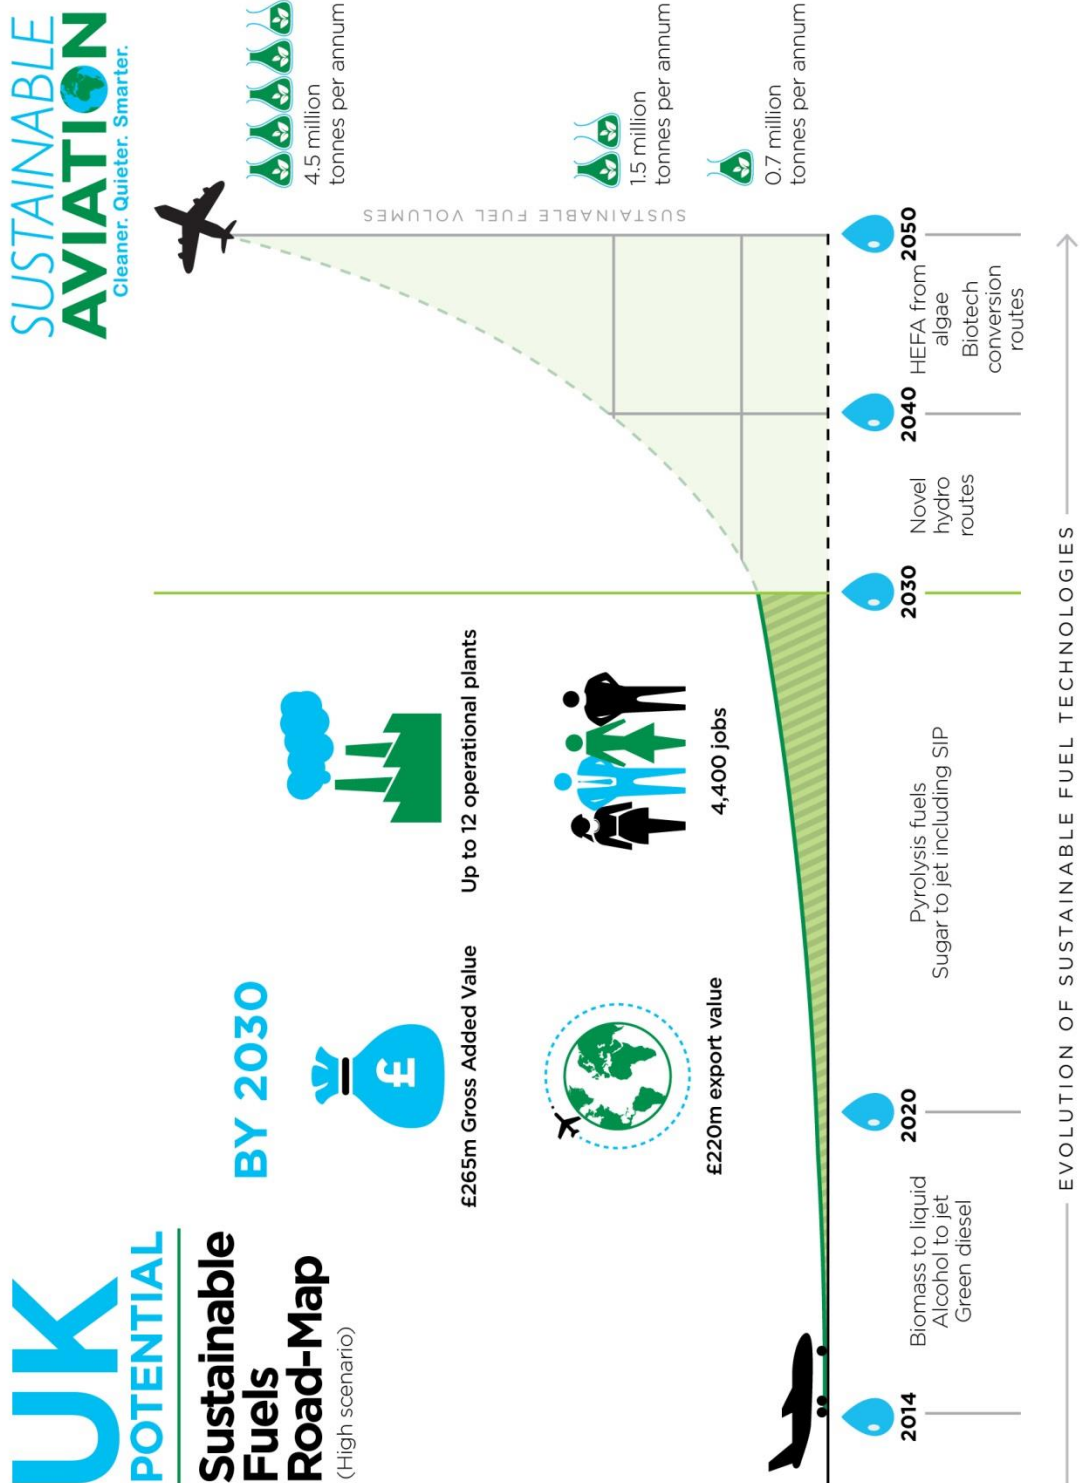 UK
POTENTIAL
Sustainable
Fuels
Road-Map
(High scenario)
SUSTAINABLE
AVIATION
Cleaner. Quieter. Smarter.
BY 2030
£
£265m Gross Added Value
Up to 12 operational plants
£220m export value
4,400 jobs
4.5 million
tonnes per annum
1.5 million
tonnes per annum
0.7 million
tonnes per annum
SUSTAINABLE FUEL VOLUMES
2014
Biomass to liquid
Alcohol to jet
Green diesel
2020
Pyrolysis fuels
Sugar to jet including SIP
2030
Novel
hydro
routes
2040
HEFA from
algae
Biotech
conversion
routes
2050
EVOLUTION OF SUSTAINABLE FUEL TECHNOLOGIES